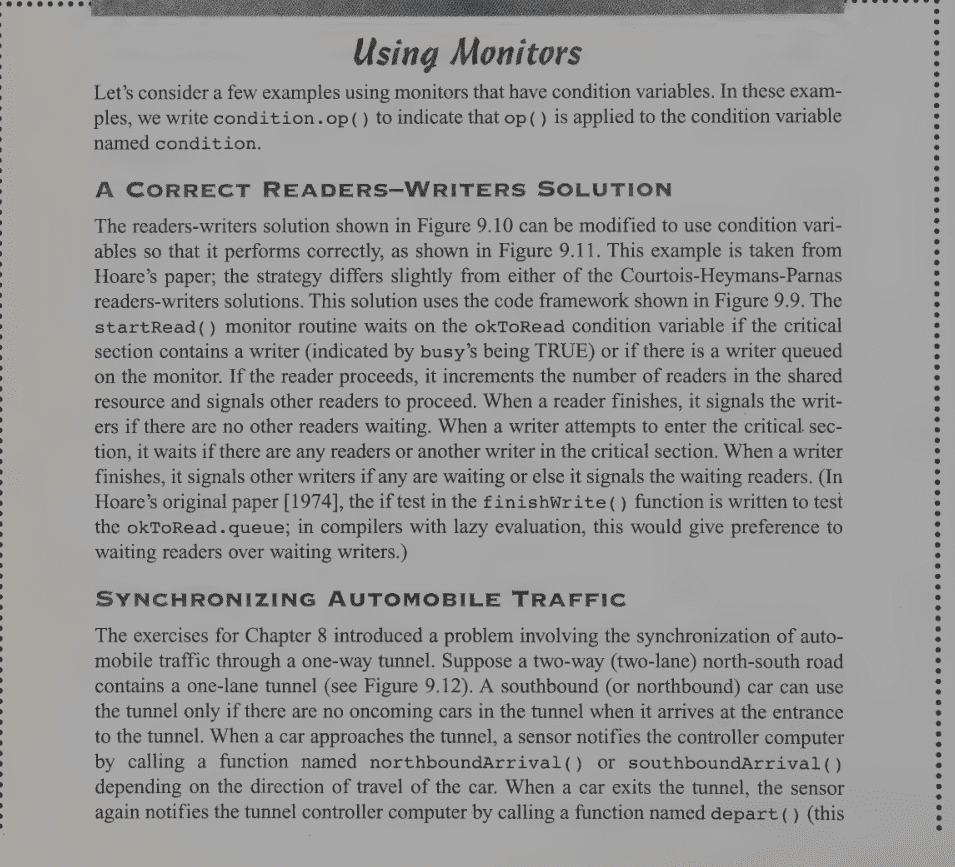 Using Monitors
Let's consider a few examples using monitors that have condition variables. In these exam-
ples, we write condition.op() to indicate that op() is applied to the condition variable
named condition.
A CORRECT READERS–WRITERS SOLUTION
The readers-writers solution shown in Figure 9.10 can be modified to use condition vari-
ables so that it performs correctly, as shown in Figure 9.11. This example is taken from
Hoare's paper; the strategy differs slightly from either of the Courtois-Heymans-Parnas
readers-writers solutions. This solution uses the code framework shown in Figure 9.9. The
startRead() monitor routine waits on the okToRead condition variable if the critical
section contains a writer (indicated by busy's being TRUE) or if there is a writer queued
on the monitor. If the reader proceeds, it increments the number of readers in the shared
resource and signals other readers to proceed. When a reader finishes, it signals the writ-
ers if there are no other readers waiting. When a writer attempts to enter the critical sec-
tion, it waits if there are any readers or another writer in the critical section. When a writer
finishes, it signals other writers if any are waiting or else it signals the waiting readers. (In
Hoare's original paper [1974], the if test in the finishWrite() function is written to test
the okToRead.queue; in compilers with lazy evaluation, this would give preference to
waiting readers over waiting writers.)
SYNCHRONIZING AUTOMOBILE TRAFFIC
The exercises for Chapter 8 introduced a problem involving the synchronization of auto-
mobile traffic through a one-way tunnel. Suppose a two-way (two-lane) north-south road
contains a one-lane tunnel (see Figure 9.12). A southbound (or northbound) car can use
the tunnel only if there are no oncoming cars in the tunnel when it arrives at the entrance
to the tunnel. When a car approaches the tunnel, a sensor notifies the controller computer
by calling a function named northboundArrival() or southboundArrival()
depending on the direction of travel of the car. When a car exits the tunnel, the sensor
again notifies the tunnel controller computer by calling a function named depart() (this